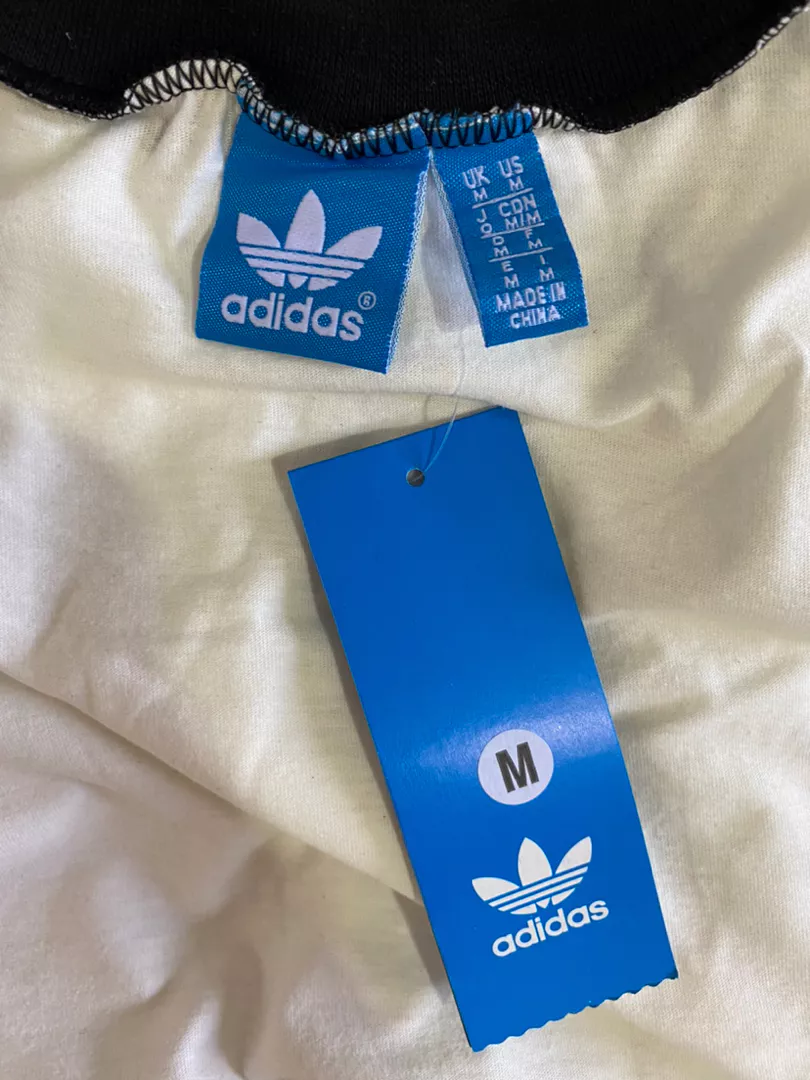 adidas®
UK US
M M
J CDN
O M/M
D F
M M
E I
M M
MADE IN
CHINA
M
adidas